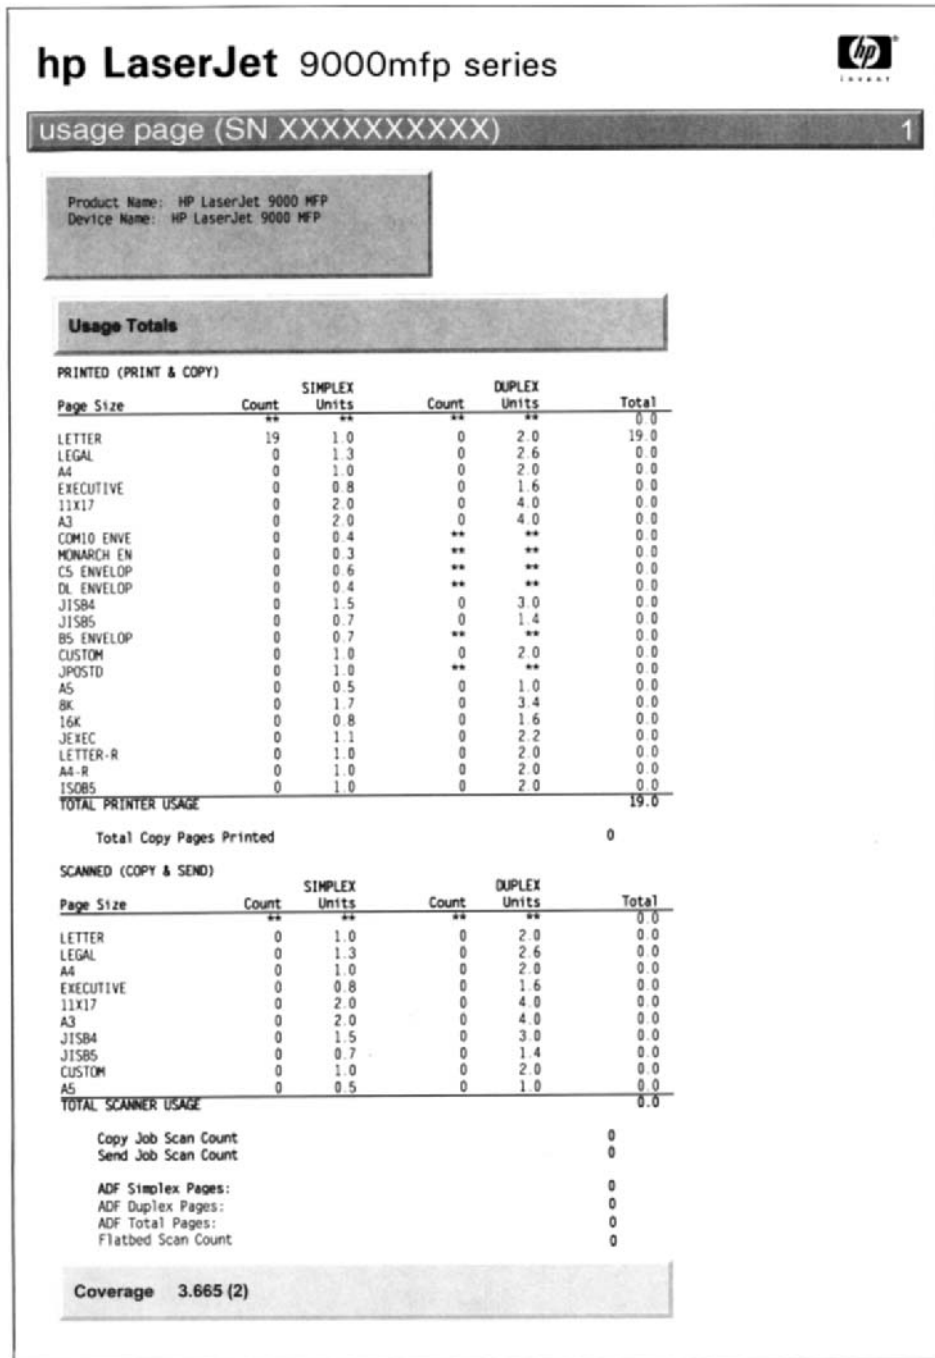 hp LaserJet 9000mfp series
hp
invent
usage page (SN XXXXXXXXXX) 1
Product Name: HP LaserJet 9000 MFP
Device Name: HP LaserJet 9000 MFP
Usage Totals
PRINTED (PRINT & COPY)
SIMPLEX DUPLEX
Page Size Count Units Count Units Total
** ** ** ** 0.0
LETTER 19 1.0 0 2.0 19.0
LEGAL 0 1.3 0 2.6 0.0
A4 0 1.0 0 2.0 0.0
EXECUTIVE 0 0.8 0 1.6 0.0
11X17 0 2.0 0 4.0 0.0
A3 0 2.0 0 4.0 0.0
COM10 ENVE 0 0.4 ** ** 0.0
MONARCH EN 0 0.3 ** ** 0.0
C5 ENVELOP 0 0.6 ** ** 0.0
DL ENVELOP 0 0.4 ** ** 0.0
JISB4 0 1.5 0 3.0 0.0
JISB5 0 0.7 0 1.4 0.0
B5 ENVELOP 0 0.7 ** ** 0.0
CUSTOM 0 1.0 0 2.0 0.0
JPOSTD 0 1.0 ** ** 0.0
A5 0 0.5 0 1.0 0.0
8K 0 1.7 0 3.4 0.0
16K 0 0.8 0 1.6 0.0
JEXEC 0 1.1 0 2.2 0.0
LETTER-R 0 1.0 0 2.0 0.0
A4-R 0 1.0 0 2.0 0.0
ISOB5 0 1.0 0 2.0 0.0
TOTAL PRINTER USAGE 19.0
Total Copy Pages Printed 0
SCANNED (COPY & SEND)
SIMPLEX DUPLEX
Page Size Count Units Count Units Total
** ** ** ** 0.0
LETTER 0 1.0 0 2.0 0.0
LEGAL 0 1.3 0 2.6 0.0
A4 0 1.0 0 2.0 0.0
EXECUTIVE 0 0.8 0 1.6 0.0
11X17 0 2.0 0 4.0 0.0
A3 0 2.0 0 4.0 0.0
JISB4 0 1.5 0 3.0 0.0
JISB5 0 0.7 0 1.4 0.0
CUSTOM 0 1.0 0 2.0 0.0
A5 0 0.5 0 1.0 0.0
TOTAL SCANNER USAGE 0.0
Copy Job Scan Count 0
Send Job Scan Count 0
ADF Simplex Pages: 0
ADF Duplex Pages: 0
ADF Total Pages: 0
Flatbed Scan Count 0
Coverage 3.665 (2)